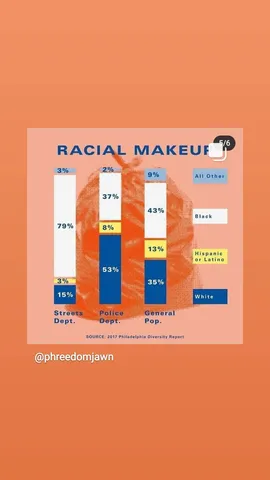 RACIAL MAKEUP
5/6
3%
2%
9%
All Other
79%
37%
43%
Black
3%
8%
13%
Hispanic
or Latino
15%
53%
35%
White
Streets
Dept.
Police
Dept.
General
Pop.
SOURCE: 2017 Philadelphia Diversity Report
@phreedomjawn